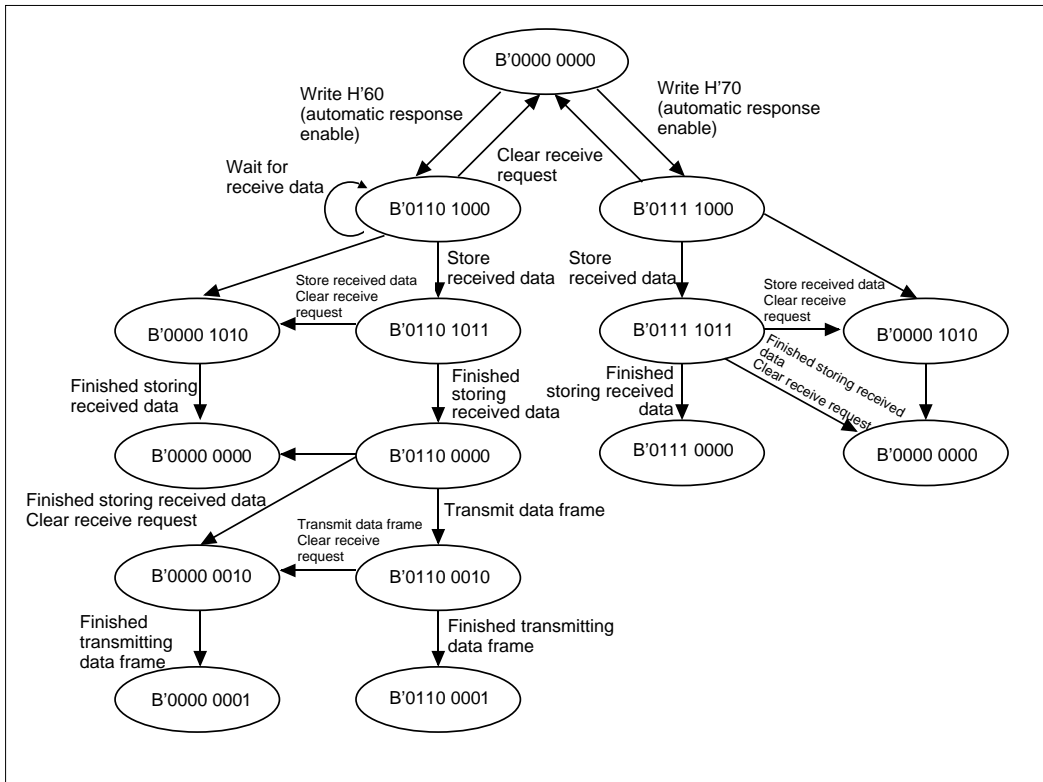 B'0000 0000
Write H'60
(automatic response
enable)
Write H'70
(automatic response
enable)
Clear receive
request
Wait for
receive data
B'0110 1000
B'0111 1000
Store
received data
Store
received data
Store received data
Clear receive
request
Store received data
Clear receive
request
B'0000 1010
B'0110 1011
B'0111 1011
B'0000 1010
Finished storing
received data
Finished
storing
received data
Finished
storing received
data
Finished storing received
data
Clear receive request
B'0000 0000
B'0110 0000
B'0111 0000
B'0000 0000
Finished storing received data
Clear receive request
Transmit data frame
Transmit data frame
Clear receive
request
B'0000 0010
B'0110 0010
Finished
transmitting
data frame
Finished transmitting
data frame
B'0000 0001
B'0110 0001